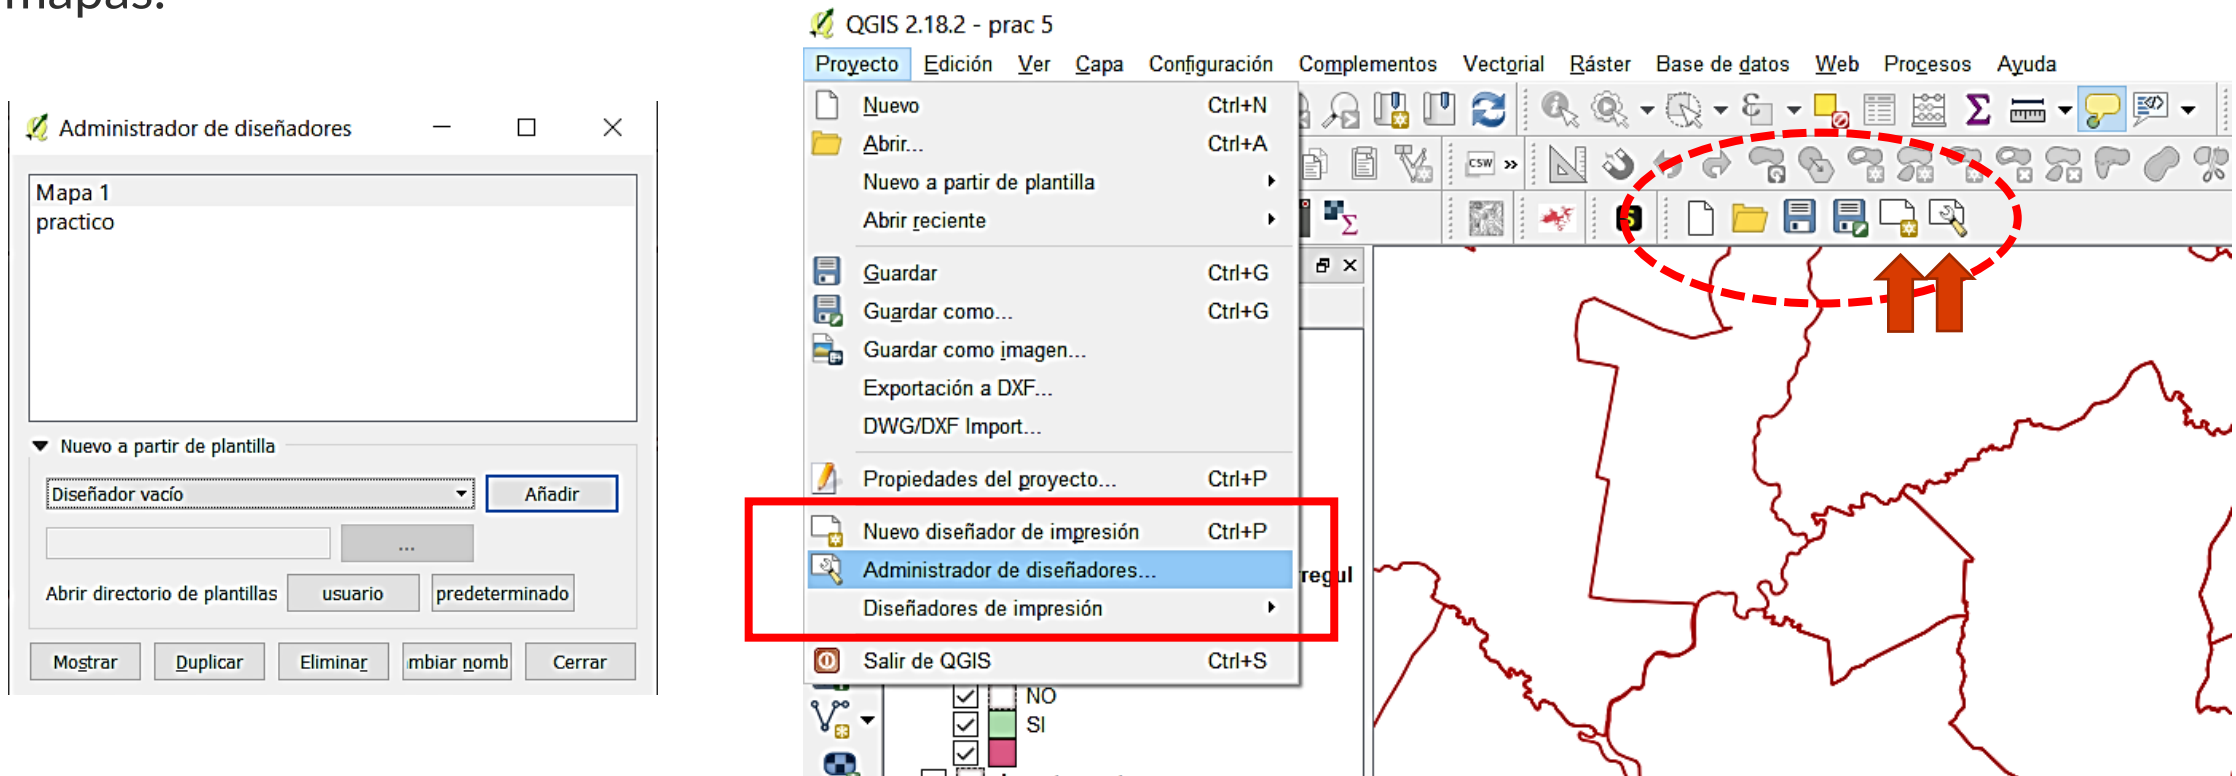 mapas.
Administrador de diseñadores
Mapa 1
practico
Nuevo a partir de plantilla
Diseñador vacío
Añadir
...
Abrir directorio de plantillas
usuario
predeterminado
Mostrar
Duplicar
Eliminar
mbiar nomb
Cerrar
QGIS 2.18.2 - prac 5
Proyecto Edición Ver Capa Configuración Complementos Vectorial Ráster Base de datos Web Procesos Ayuda
Nuevo Ctrl+N
Abrir... Ctrl+A
Nuevo a partir de plantilla
Abrir reciente
Guardar Ctrl+G
Guardar como... Ctrl+G
Guardar como imagen...
Exportación a DXF...
DWG/DXF Import...
Propiedades del proyecto... Ctrl+P
Nuevo diseñador de impresión Ctrl+P
Administrador de diseñadores...
Diseñadores de impresión
Salir de QGIS Ctrl+S
CSW »
Σ
S
regul
NO
SI